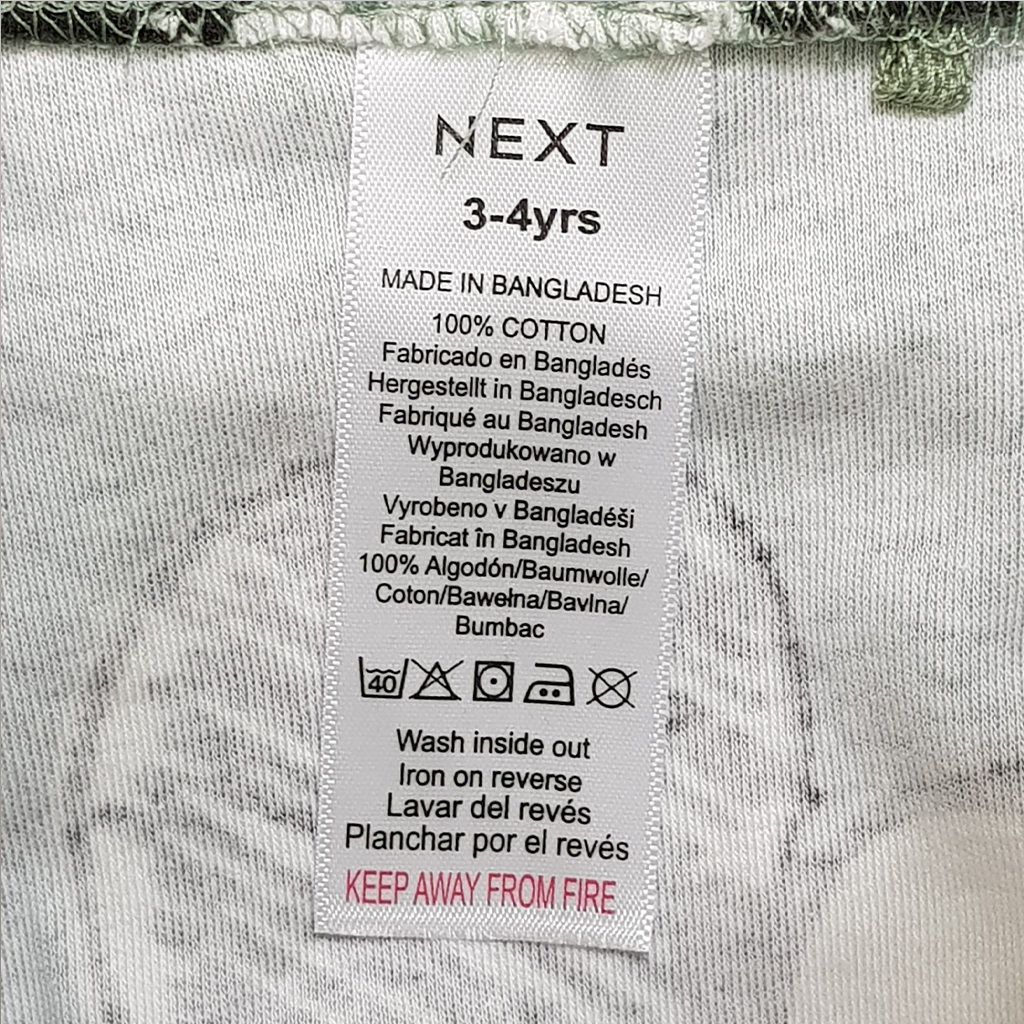 NEXT
3-4yrs
MADE IN BANGLADESH
100% COTTON
Fabricado en Bangladés
Hergestellt in Bangladesch
Fabriqué au Bangladesh
Wyprodukowano w
Bangladeszu
Vyrobeno v Bangladéši
Fabricat în Bangladesh
100% Algodón/Baumwolle/
Coton/Bawełna/Bavlna/
Bumbac
40
Wash inside out
Iron on reverse
Lavar del revés
Planchar por el revés
KEEP AWAY FROM FIRE